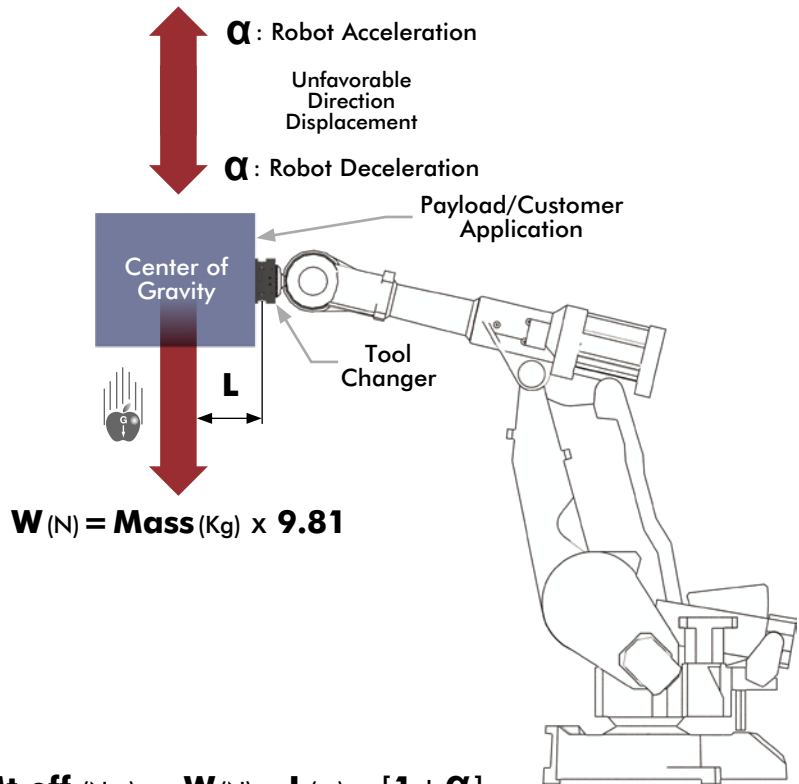 α : Robot Acceleration
Unfavorable
Direction
Displacement
α : Robot Deceleration
Payload/Customer
Application
Center of
Gravity
Tool
Changer
L
G
W (N) = Mass (Kg) x 9.81
W (N) L [1 + α]